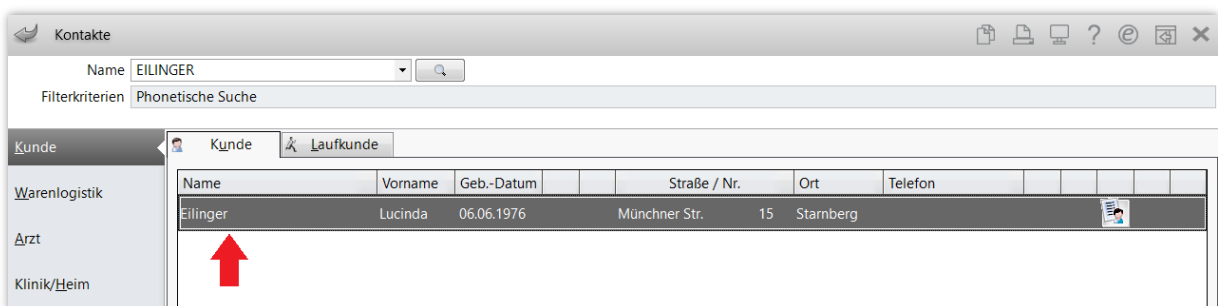 Kontakte
Name EILINGER
Filterkriterien Phonetische Suche
Kunde
Kunde Laufkunde
Name Vorname Geb.-Datum Straße / Nr. Ort Telefon
Eilinger Lucinda 06.06.1976 Münchner Str. 15 Starnberg
Warenlogistik
Arzt
Klinik/Heim